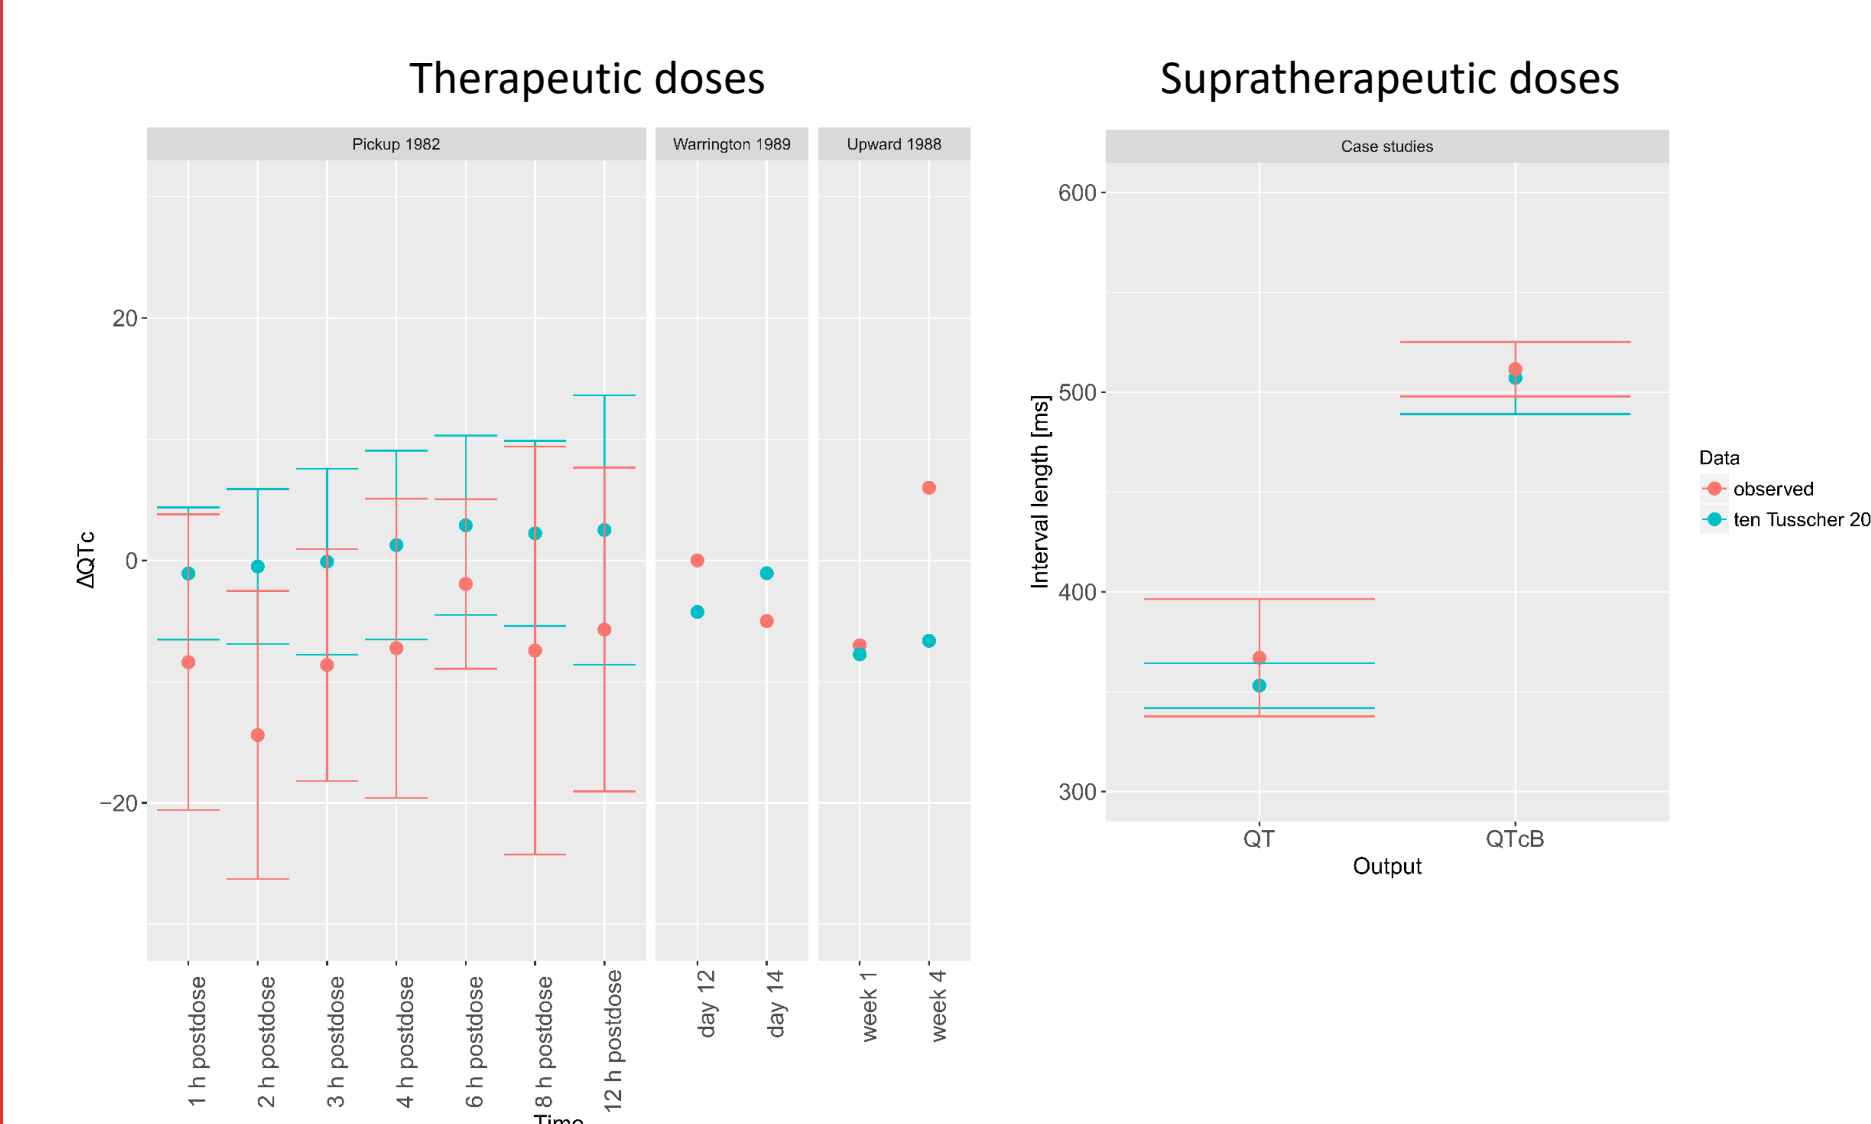 Therapeutic doses
Supratherapeutic doses
Pickup 1982
Warrington 1989
Upward 1988
ΔQTc
20
0
−20
1 h postdose
2 h postdose
3 h postdose
4 h postdose
6 h postdose
8 h postdose
12 h postdose
day 12
day 14
week 1
week 4
Time
Case studies
Interval length [ms]
600
500
400
300
QT
QTcB
Output
Data
observed
ten Tusscher 20